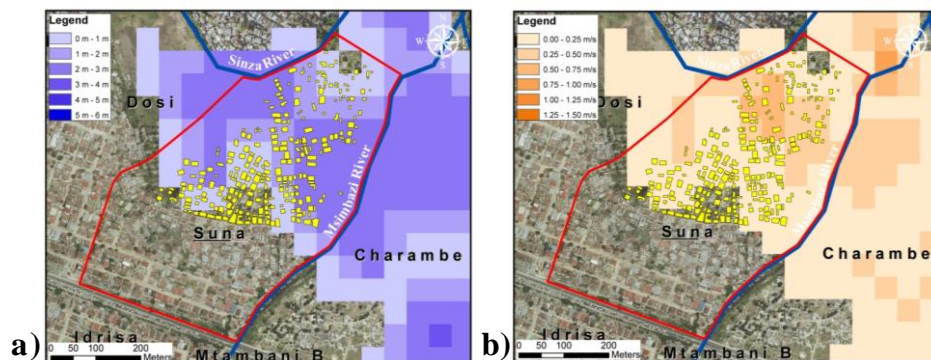 a)
Legend
0 m - 1 m
1 m - 2 m
2 m - 3 m
3 m - 4 m
4 m - 5 m
5 m - 6 m
N
W
E
S
Sinza River
Dosi
Msimbazi River
Suna
Charambe
Idrisa
Mtambani B
0 50 100 200
Meters
b)
Legend
0.00 - 0.25 m/s
0.25 - 0.50 m/s
0.50 - 0.75 m/s
0.75 - 1.00 m/s
1.00 - 1.25 m/s
1.25 - 1.50 m/s
W
Sinza River
Dosi
Msimbazi River
Suna
Charambe
Idrisa
Mtambani B
0 50 100 200
Meters